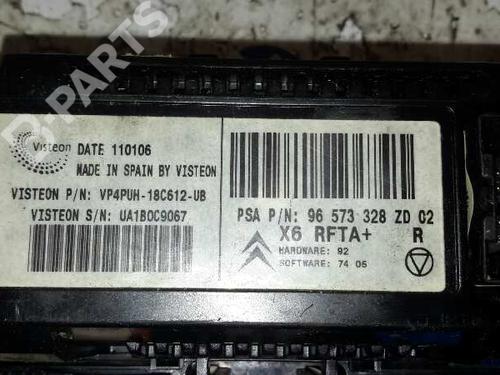 Visteon DATE 110106
MADE IN SPAIN BY VISTEON
VISTEON P/N: VP4PUH-18C612-UB
VISTEON S/N: UA1B0C9067
PSA P/N: 96 573 328 ZD 02
X6 RFTA+ R
HARDWARE: 92
SOFTWARE: 74 05
B-PARTS